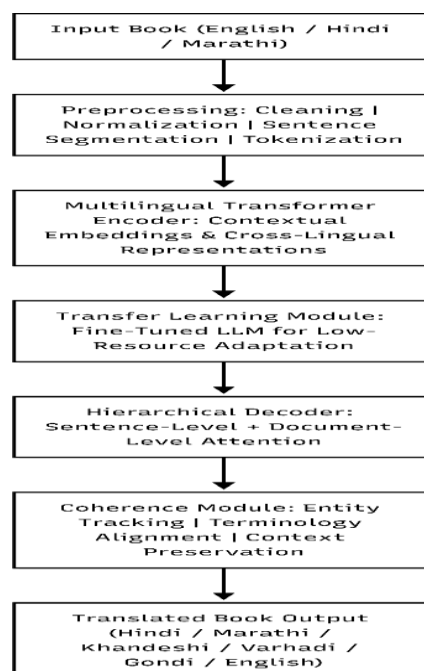 Input Book (English / Hindi
/ Marathi)
Preprocessing: Cleaning |
Normalization | Sentence
Segmentation | Tokenization
Multilingual Transformer
Encoder: Contextual
Embeddings & Cross-Lingual
Representations
Transfer Learning Module:
Fine-Tuned LLM for Low-
Resource Adaptation
Hierarchical Decoder:
Sentence-Level + Document-
Level Attention
Coherence Module: Entity
Tracking | Terminology
Alignment | Context
Preservation
Translated Book Output
(Hindi / Marathi /
Khandeshi / Varhadi /
Gondi / English)